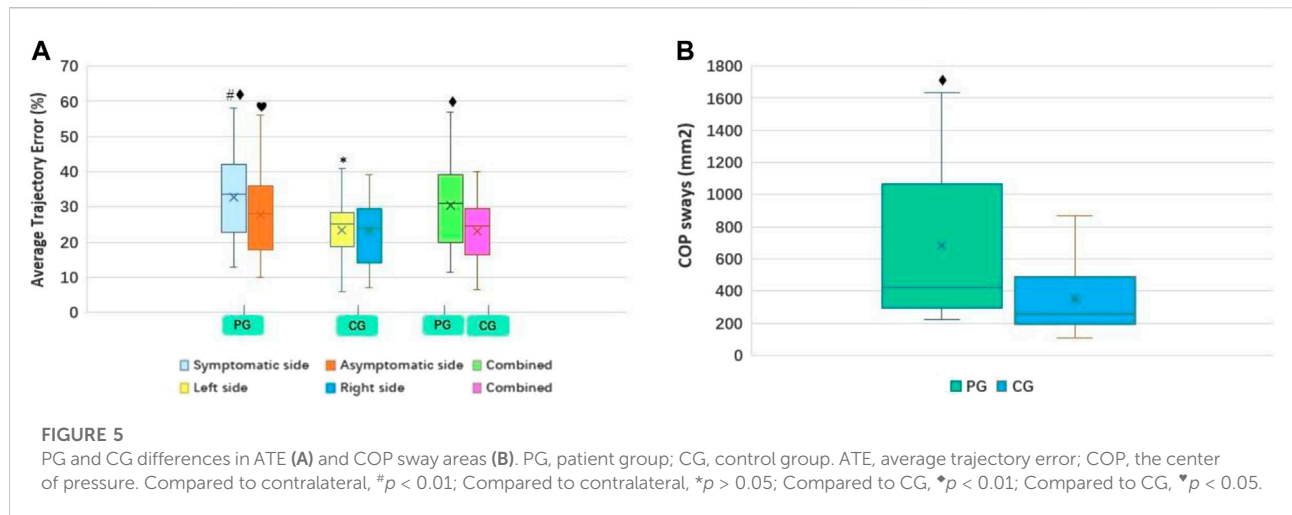 A
70
60
50
40
30
20
10
0
Average Trajectory Error (%)
#♦
♥
*
♦
PG
CG
PG
CG
Symptomatic side
Asymptomatic side
Combined
Left side
Right side
Combined
B
1800
1600
1400
1200
1000
800
600
400
200
0
COP sways (mm2)
♦
PG
CG
FIGURE 5
PG and CG differences in ATE (A) and COP sway areas (B). PG, patient group; CG, control group. ATE, average trajectory error; COP, the center
of pressure. Compared to contralateral, #p < 0.01; Compared to contralateral, *p > 0.05; Compared to CG, ♦p < 0.01; Compared to CG, ♥p < 0.05.